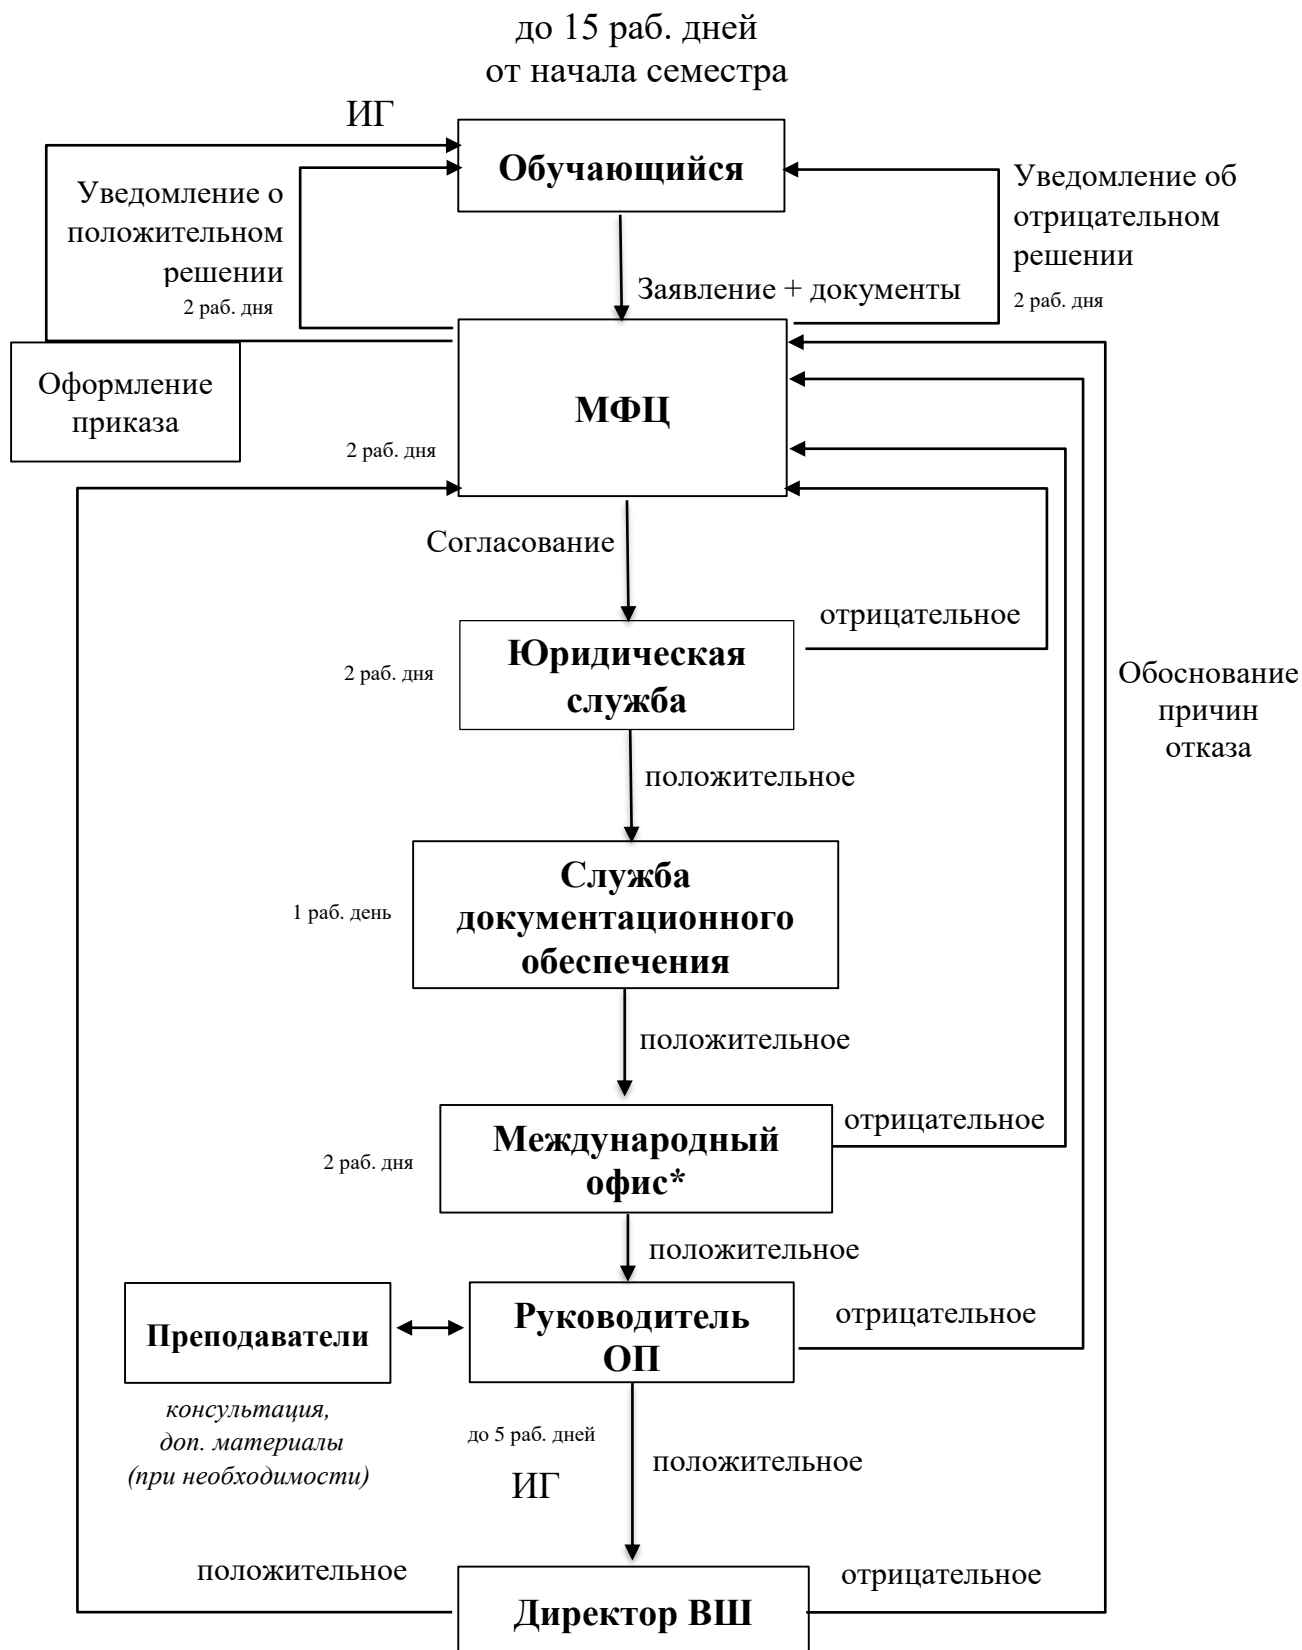 до 15 раб. дней
от начала семестра
ИГ
Обучающийся
Уведомление о
положительном
решении
2 раб. дня
Уведомление об
отрицательном
решении
2 раб. дня
Заявление + документы
Оформление
приказа
МФЦ
2 раб. дня
Согласование
отрицательное
Юридическая
служба
2 раб. дня
Обоснование
причин
отказа
положительное
Служба
документационного
обеспечения
1 раб. день
положительное
отрицательное
Международный
офис*
2 раб. дня
положительное
Преподаватели
Руководитель
ОП
отрицательное
консультация,
доп. материалы
(при необходимости)
до 5 раб. дней
ИГ
положительное
положительное
отрицательное
Директор ВШ